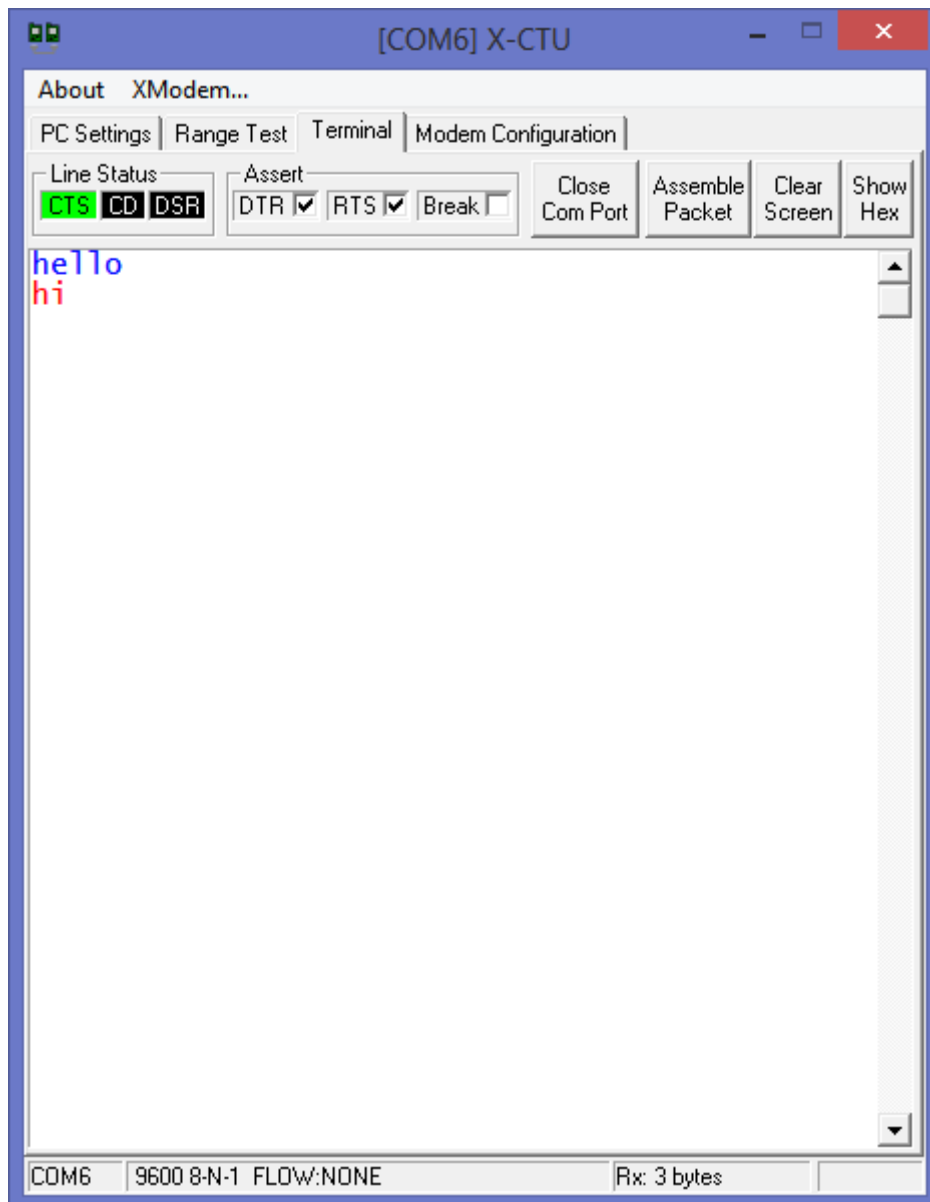 [COM6] X-CTU
About XModem...
PC Settings Range Test Terminal Modem Configuration
Line Status Assert
CTS CD DSR DTR RTS Break Close Com Port Assemble Packet Clear Screen Show Hex
hello
hi
COM6 9600 8-N-1 FLOW:NONE Rx: 3 bytes